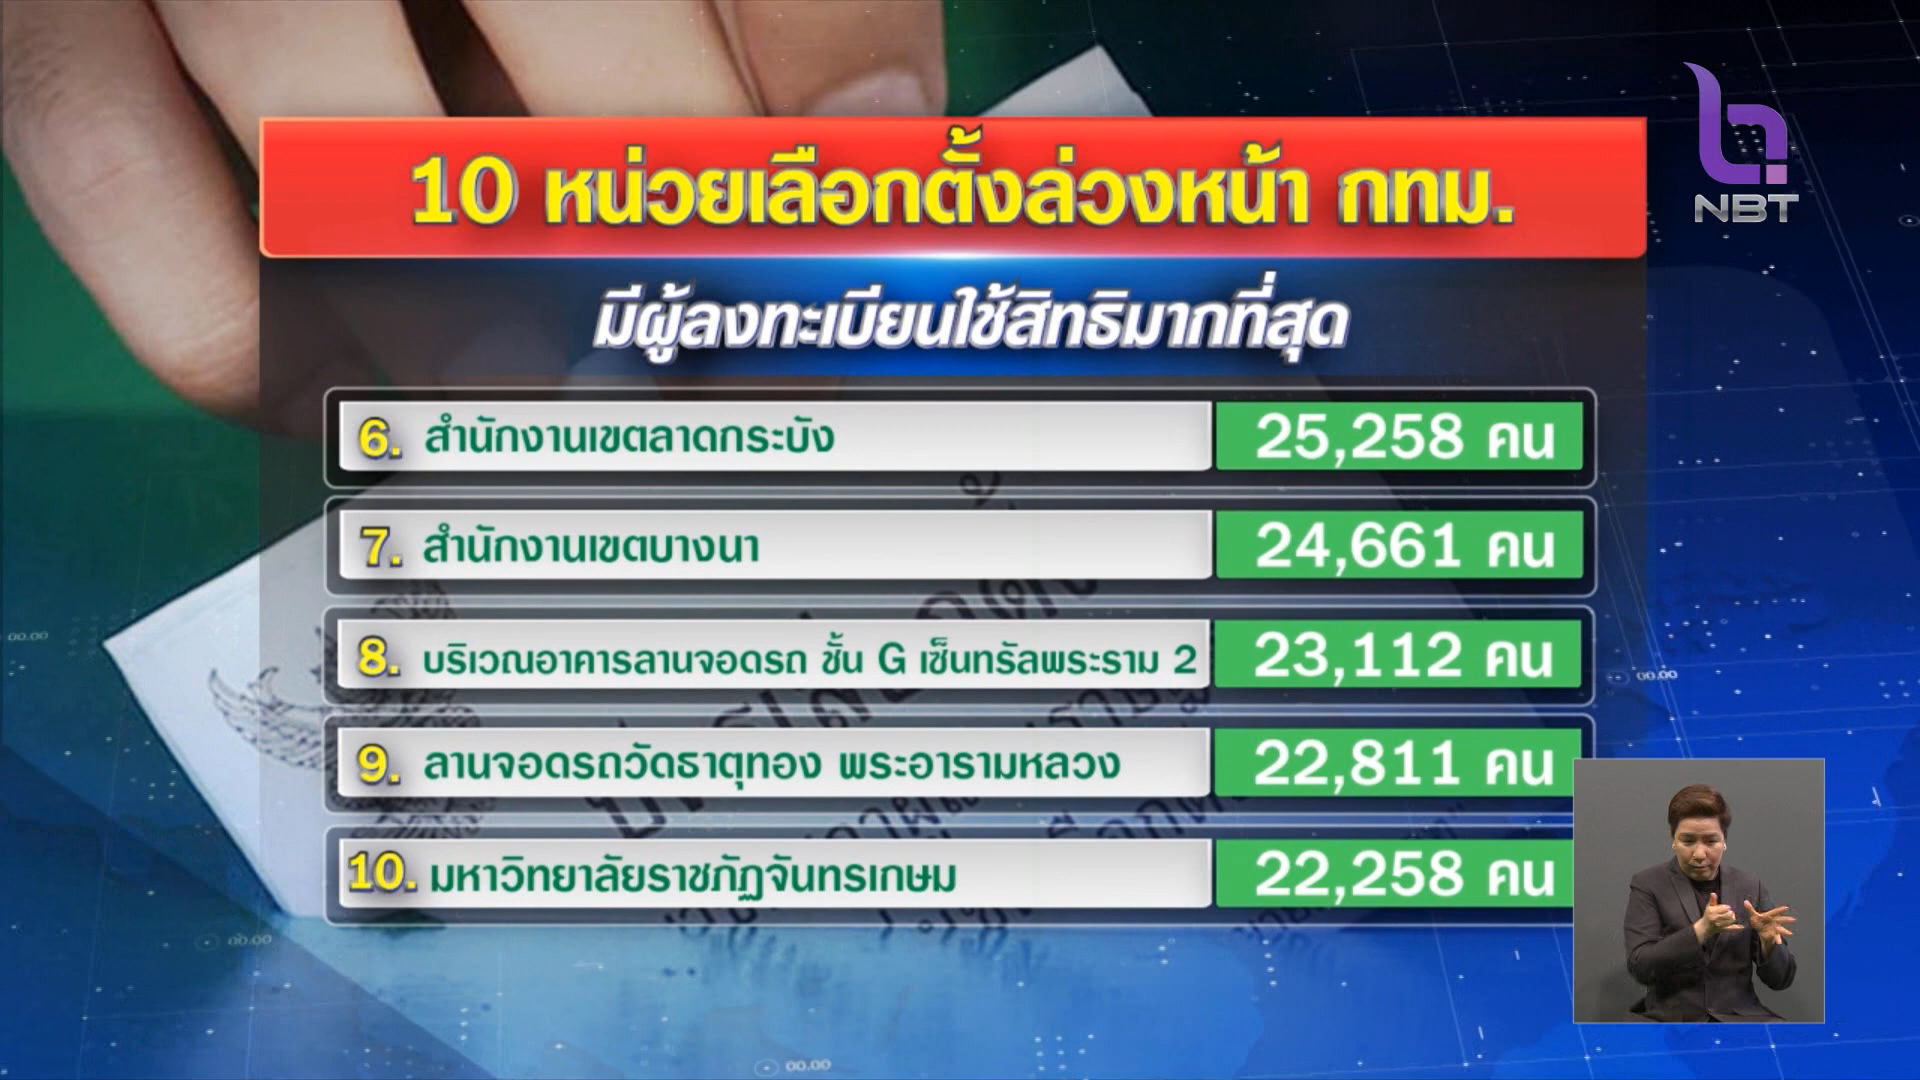 10 หน่วยเลือกตั้งล่วงหน้า กทม.
NBT
มีผู้ลงทะเบียนใช้สิทธิมากที่สุด
6. สำนักงานเขตลาดกระบัง 25,258 คน
7. สำนักงานเขตบางนา 24,661 คน
8. บริเวณอาคารลานจอดรถ ชั้น G เซ็นทรัลพระราม 2 23,112 คน
9. ลานจอดรถวัดธาตุทอง พระอารามหลวง 22,811 คน
10. มหาวิทยาลัยราชภัฏจันทรเกษม 22,258 คน
00.00
00.00
00.00
00.00